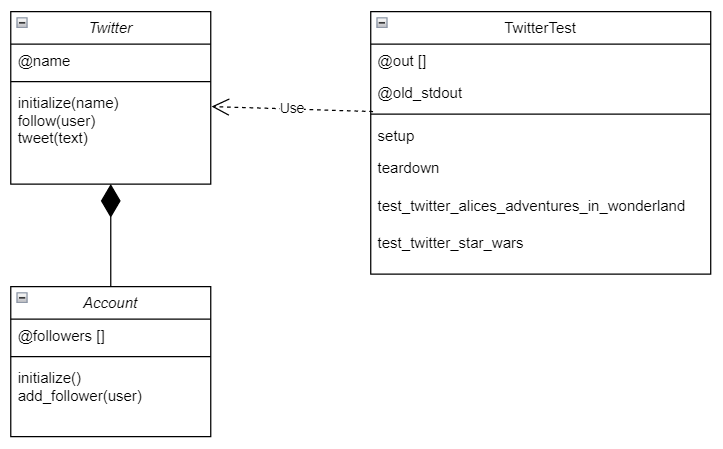 Twitter
@name
initialize(name)
follow(user)
tweet(text)
Use
TwitterTest
@out []
@old_stdout
setup
teardown
test_twitter_alices_adventures_in_wonderland
test_twitter_star_wars
Account
@followers []
initialize()
add_follower(user)